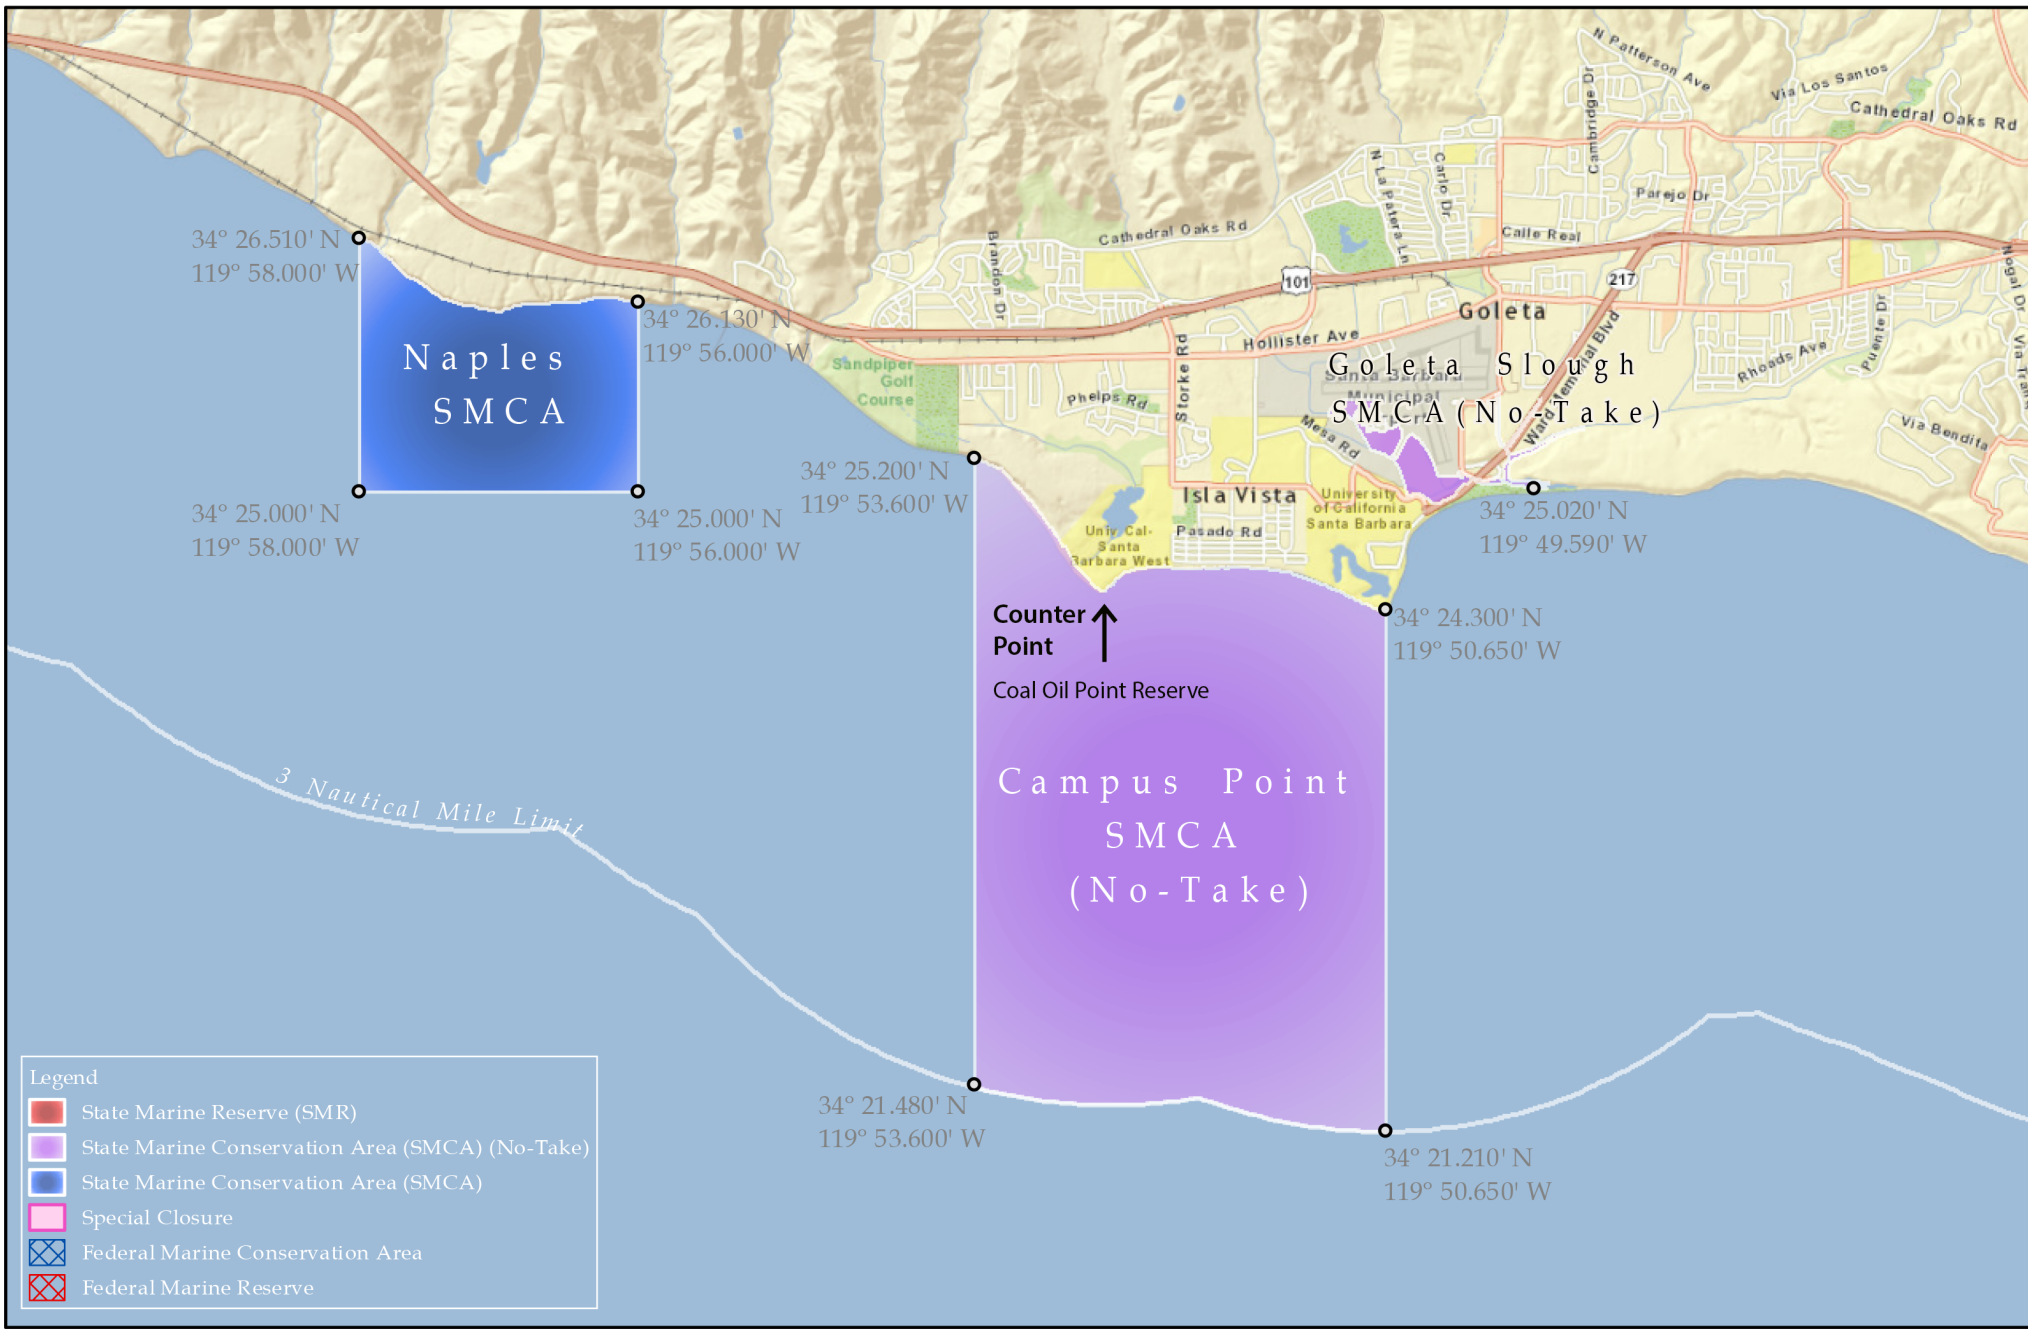 N Patterson Ave
Via Los Santos
Cambridge Dr
Cathedral Oaks Rd
N La Patera Ln
Carlo Dr
Parejo Dr
Cathedral Oaks Rd
Calle Real
Brandon Dr
Nogal Dr
34° 26.510' N
119° 58.000' W
101
217
Goleta
34° 26.130' N
119° 56.000' W
Hollister Ave
Storke Rd
Ward Memorial Blvd
Puente Dr
Rhoads Ave
Naples
SMCA
Sandpiper
Golf
Course
Goleta Slough
SMCA (No-Take)
Santa Barbara
Municipal
Phelps Rd
Mesa Rd
Via Bendita
34° 25.200' N
119° 53.600' W
34° 25.000' N
119° 58.000' W
34° 25.000' N
119° 56.000' W
Isla Vista
University
of California
Santa Barbara
Pasado Rd
Univ Cal-
Santa
Barbara West
34° 25.020' N
119° 49.590' W
Counter
Point
Coal Oil Point Reserve
34° 24.300' N
119° 50.650' W
3 Nautical Mile Limit
Campus Point
SMCA
(No-Take)
34° 21.480' N
119° 53.600' W
34° 21.210' N
119° 50.650' W
Legend
State Marine Reserve (SMR)
State Marine Conservation Area (SMCA) (No-Take)
State Marine Conservation Area (SMCA)
Special Closure
Federal Marine Conservation Area
Federal Marine Reserve